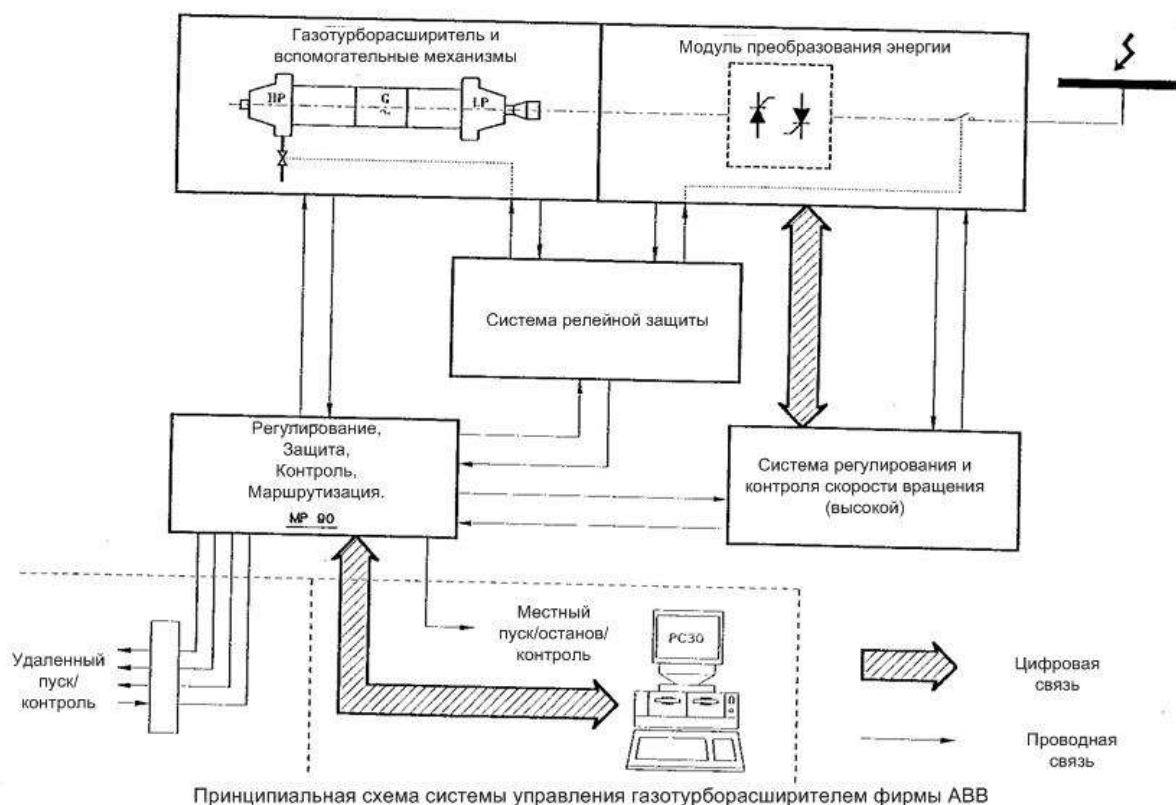 Газотурборасширитель и
вспомогательные механизмы
Модуль преобразования энергии
HP
G
LP
Система релейной защиты
Регулирование,
Защита,
Контроль,
Маршрутизация.
MP 90
Система регулирования и
контроля скорости вращения
(высокой)
Местный
пуск/останов/
контроль
PC30
Удаленный
пуск/
контроль
Цифровая
связь
Проводная
связь
Принципиальная схема системы управления газотурборасширителем фирмы АВВ